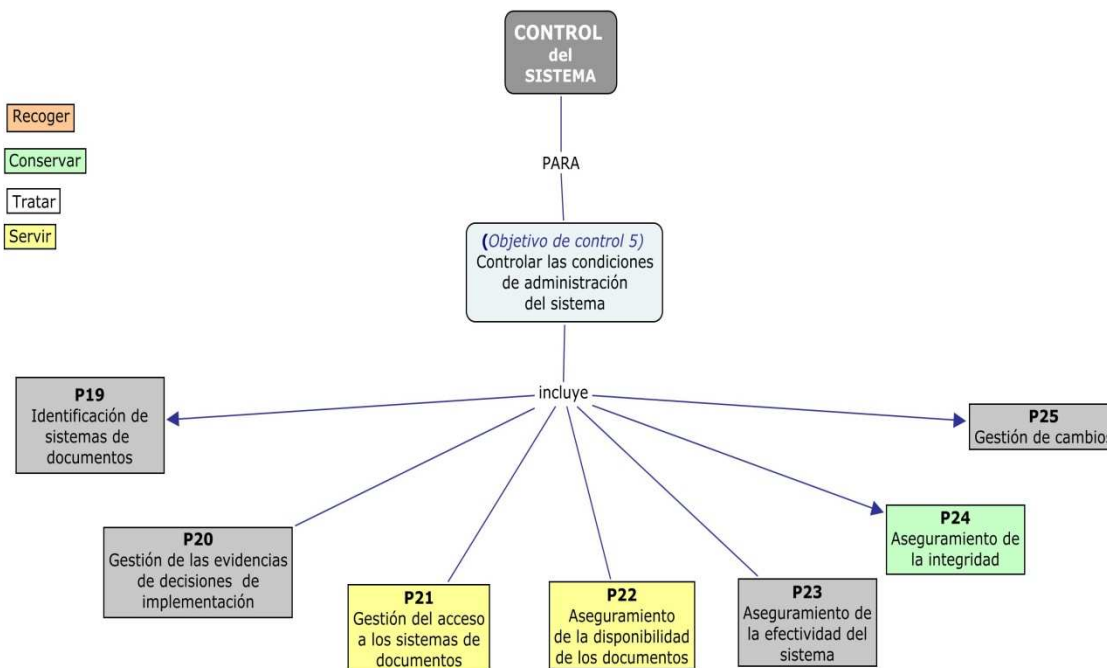 CONTROL
del
SISTEMA
Recoger
Conservar
Tratar
Servir
PARA
(Objetivo de control 5)
Controlar las condiciones
de administración
del sistema
incluye
P19
Identificación de
sistemas de
documentos
P20
Gestión de las evidencias
de decisiones de
implementación
P21
Gestión del acceso
a los sistemas de
documentos
P22
Aseguramiento
de la disponibilidad
de los documentos
P23
Aseguramiento de
la efectividad del
sistema
P24
Aseguramiento de
la integridad
P25
Gestión de cambios